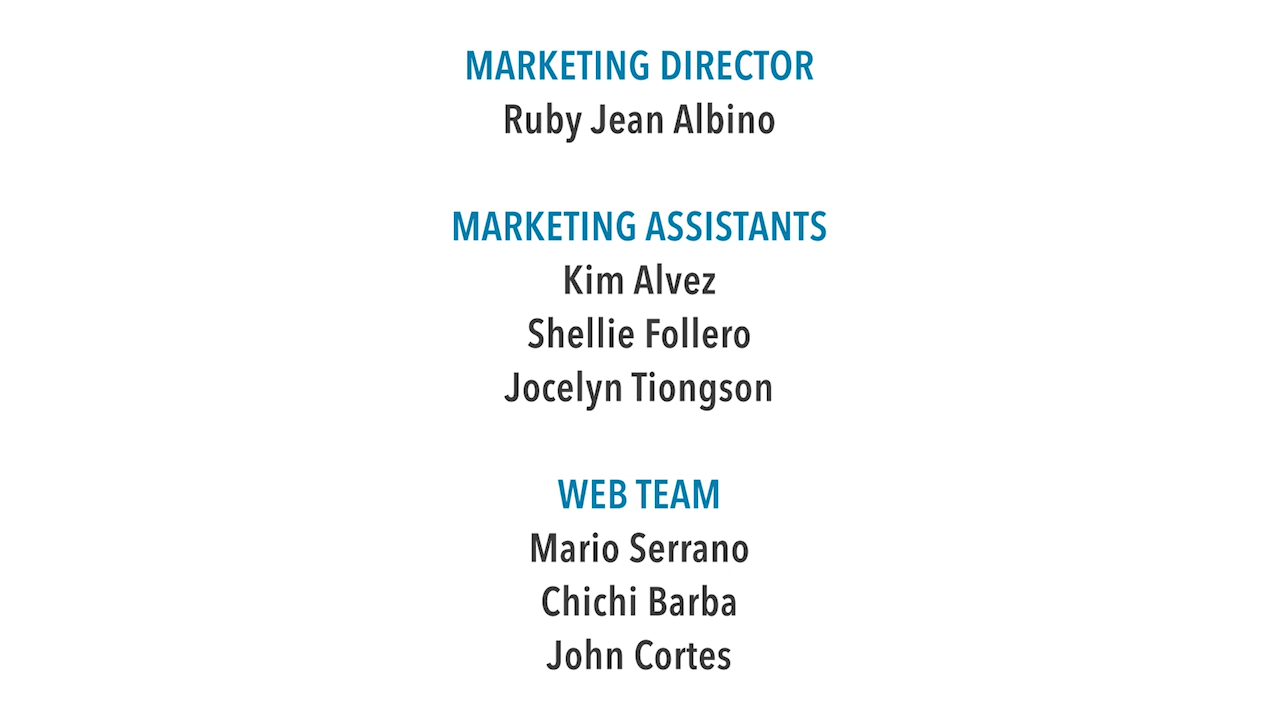 MARKETING DIRECTOR
Ruby Jean Albino
MARKETING ASSISTANTS
Kim Alvez
Shellie Follero
Jocelyn Tiongson
WEB TEAM
Mario Serrano
Chichi Barba
John Cortes